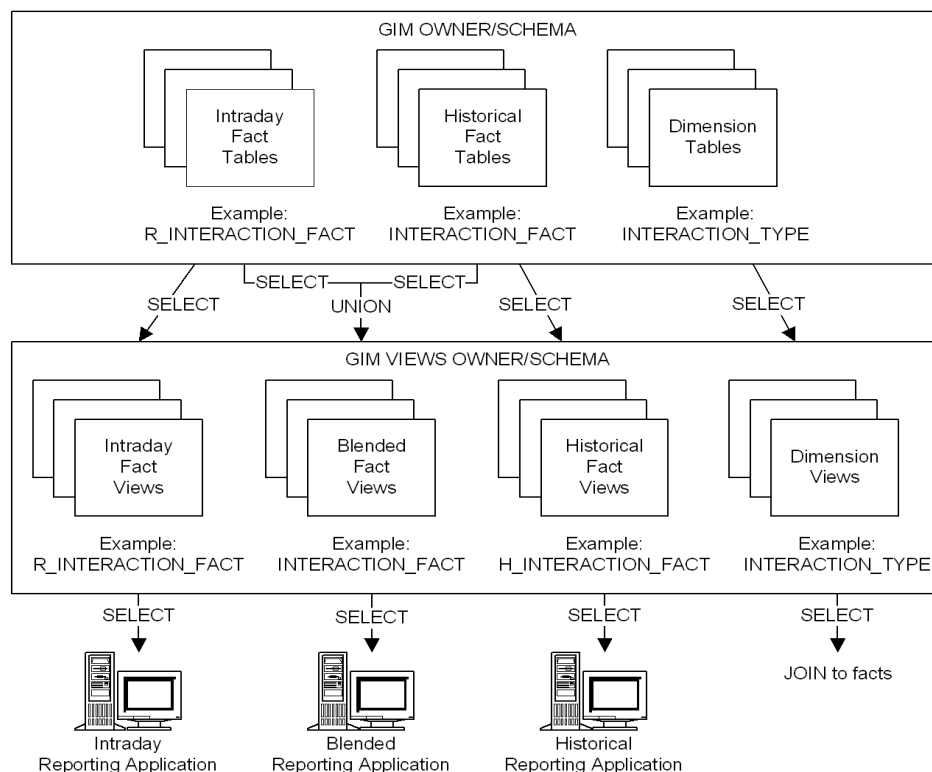 GIM OWNER/SCHEMA
Intraday
Fact
Tables
Historical
Fact
Tables
Dimension
Tables
Example:
R_INTERACTION_FACT
Example:
INTERACTION_FACT
Example:
INTERACTION_TYPE
SELECT
SELECT
SELECT
UNION
SELECT
SELECT
GIM VIEWS OWNER/SCHEMA
Intraday
Fact
Views
Blended
Fact
Views
Historical
Fact
Views
Dimension
Views
Example:
R_INTERACTION_FACT
Example:
INTERACTION_FACT
Example:
H_INTERACTION_FACT
Example:
INTERACTION_TYPE
SELECT
SELECT
SELECT
SELECT
JOIN to facts
Intraday
Reporting Application
Blended
Reporting Application
Historical
Reporting Application